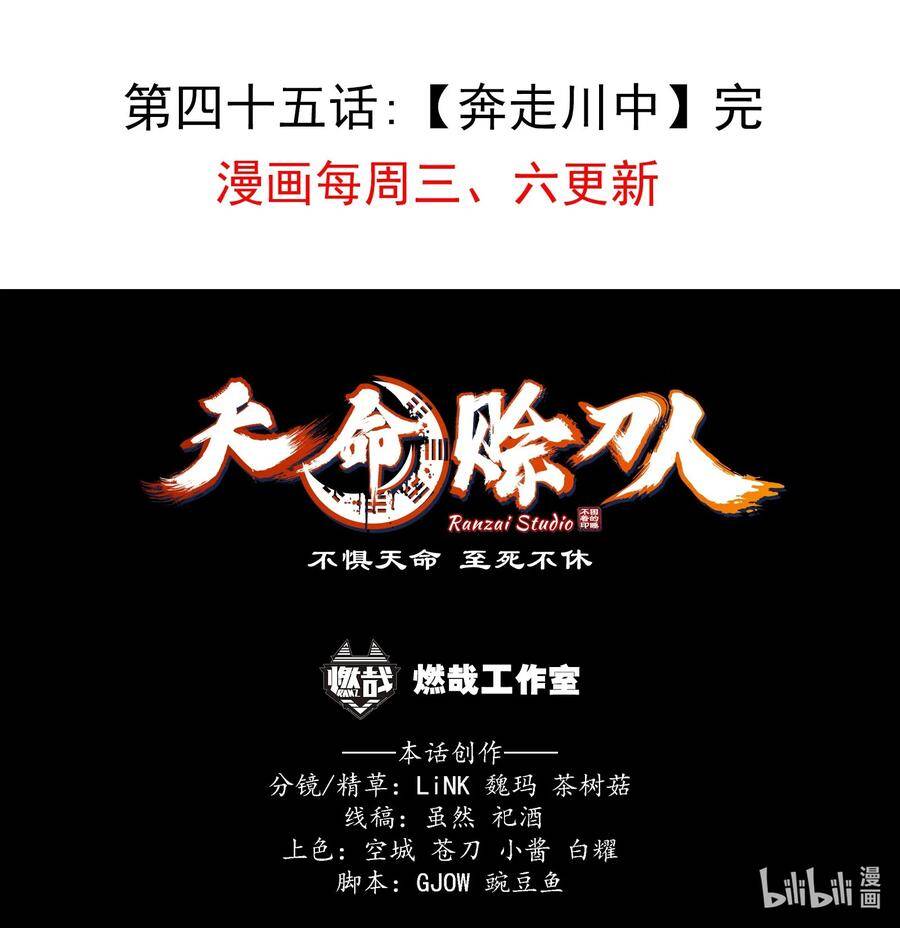 第四十五话:【奔走川中】完
漫画每周三、六更新
天命赊刀人
Ranzai Studio
不惧天命 至死不休
燃哉
RANZ
燃哉工作室
——本话创作——
分镜/精草: LiNK 魏玛 茶树菇
线稿: 虽然 祀酒
上色: 空城 苍刀 小酱 白耀
脚本: GJOW 豌豆鱼
bilibili 漫画